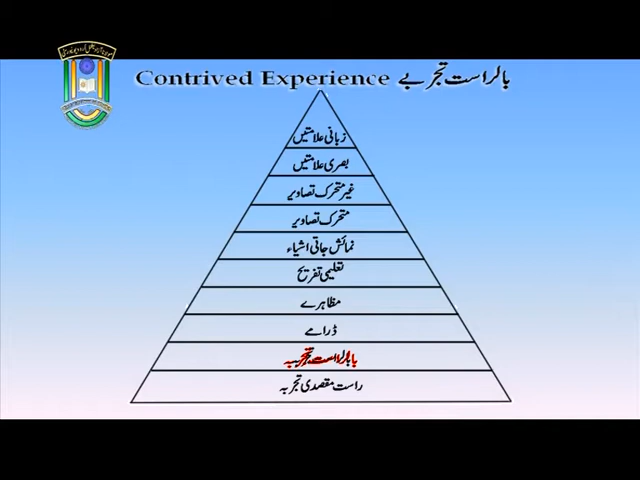 Contrived Experience بالراست تجربے
زبانی علامتیں
بصری علامتیں
غیر متحرک تصاویر
متحرک تصاویر
نمائش جاتی اشیاء
تعلیمی تفریح
مظاہرے
ڈرامے
بالراست تجربہ
راست مقصدی تجربہ